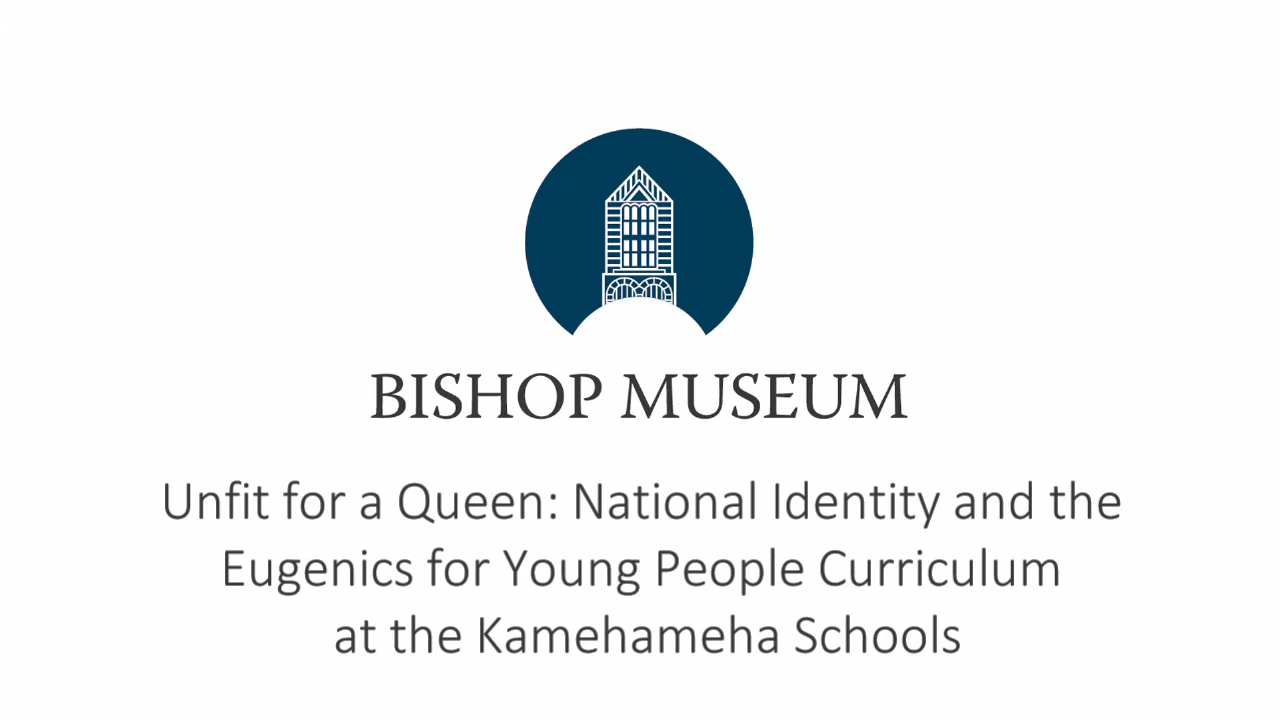 BISHOP MUSEUM
Unfit for a Queen: National Identity and the
Eugenics for Young People Curriculum
at the Kamehameha Schools